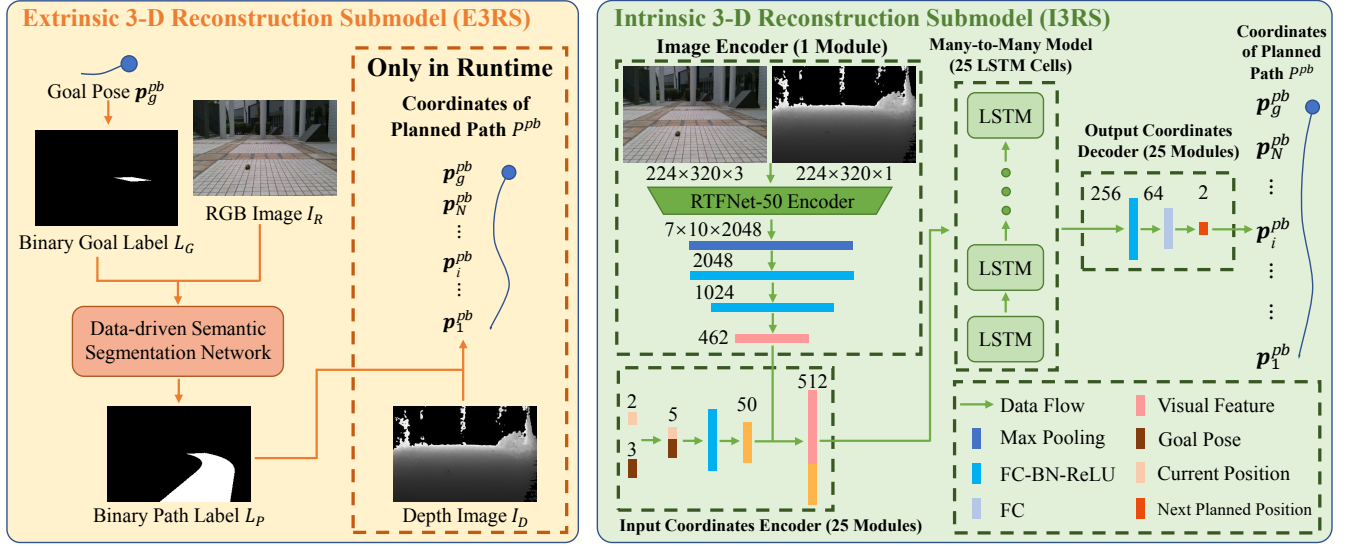 Extrinsic 3-D Reconstruction Submodel (E3RS)
Goal Pose p_g^{pb}
Binary Goal Label L_G
RGB Image I_R
Data-driven Semantic
Segmentation Network
Binary Path Label L_P
Only in Runtime
Coordinates of
Planned Path P^{pb}
p_g^{pb}
p_N^{pb}
⋮
p_i^{pb}
⋮
p_1^{pb}
Depth Image I_D
Intrinsic 3-D Reconstruction Submodel (I3RS)
Image Encoder (1 Module)
224×320×3
224×320×1
RTFNet-50 Encoder
7×10×2048
2048
1024
462
2
3
5
50
512
Input Coordinates Encoder (25 Modules)
Many-to-Many Model
(25 LSTM Cells)
LSTM
LSTM
LSTM
Output Coordinates
Decoder (25 Modules)
256
64
2
Coordinates
of Planned
Path P^{pb}
p_g^{pb}
p_N^{pb}
⋮
p_i^{pb}
⋮
⋮
p_1^{pb}
Data Flow
Max Pooling
FC-BN-ReLU
FC
Visual Feature
Goal Pose
Current Position
Next Planned Position